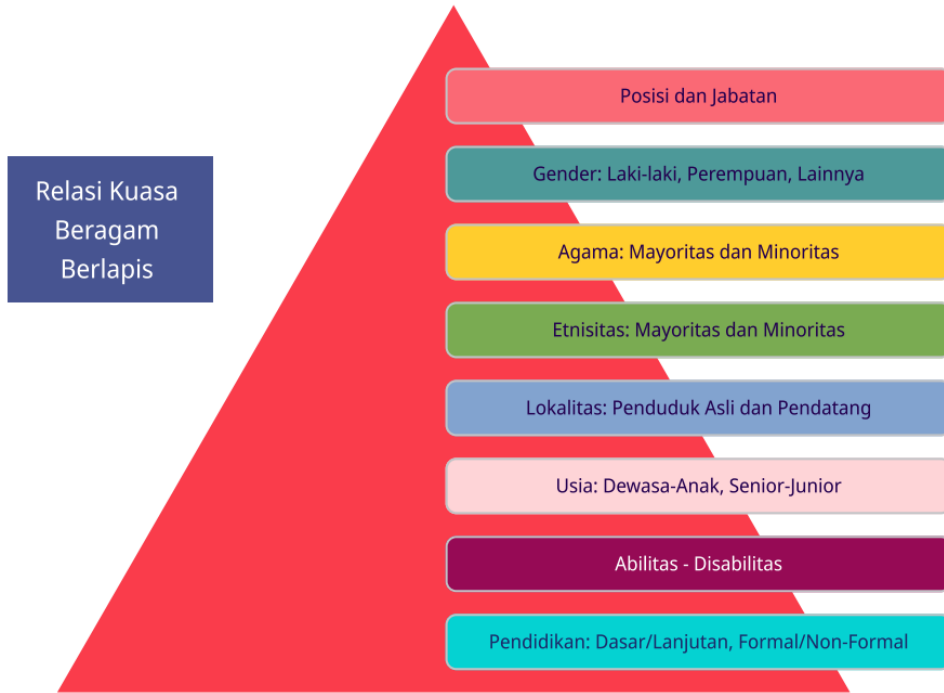 Relasi Kuasa
Beragam
Berlapis
Posisi dan Jabatan
Gender: Laki-laki, Perempuan, Lainnya
Agama: Mayoritas dan Minoritas
Etnisitas: Mayoritas dan Minoritas
Lokalitas: Penduduk Asli dan Pendatang
Usia: Dewasa-Anak, Senior-Junior
Abilitas - Disabilitas
Pendidikan: Dasar/Lanjutan, Formal/Non-Formal